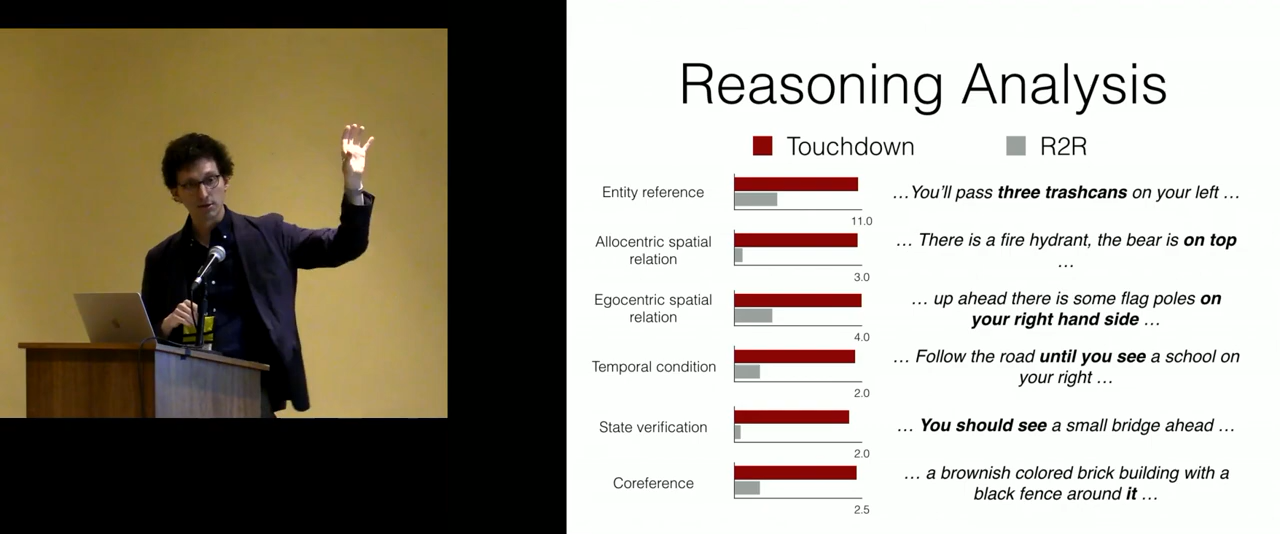 Reasoning Analysis
Touchdown R2R
Entity reference
11.0
…You'll pass three trashcans on your left …
Allocentric spatial
relation
3.0
… There is a fire hydrant, the bear is on top
…
Egocentric spatial
relation
4.0
… up ahead there is some flag poles on
your right hand side …
Temporal condition
2.0
… Follow the road until you see a school on
your right …
State verification
2.0
… You should see a small bridge ahead …
Coreference
2.5
… a brownish colored brick building with a
black fence around it …